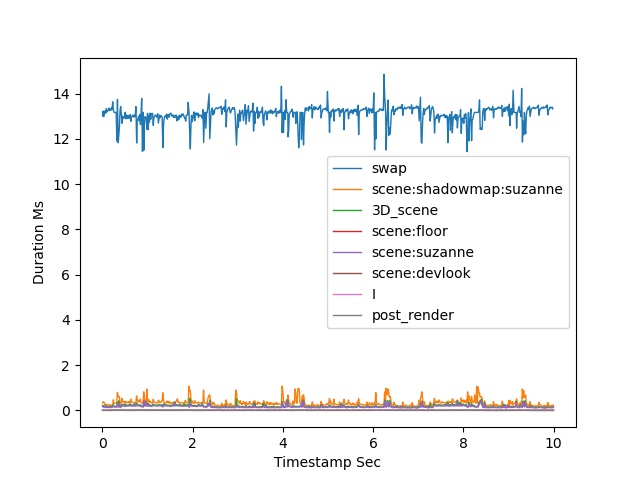 14
12
10
8
6
4
2
0
Duration Ms
swap
scene:shadowmap:suzanne
3D_scene
scene:floor
scene:suzanne
scene:devlook
I
post_render
0 2 4 6 8 10
Timestamp Sec